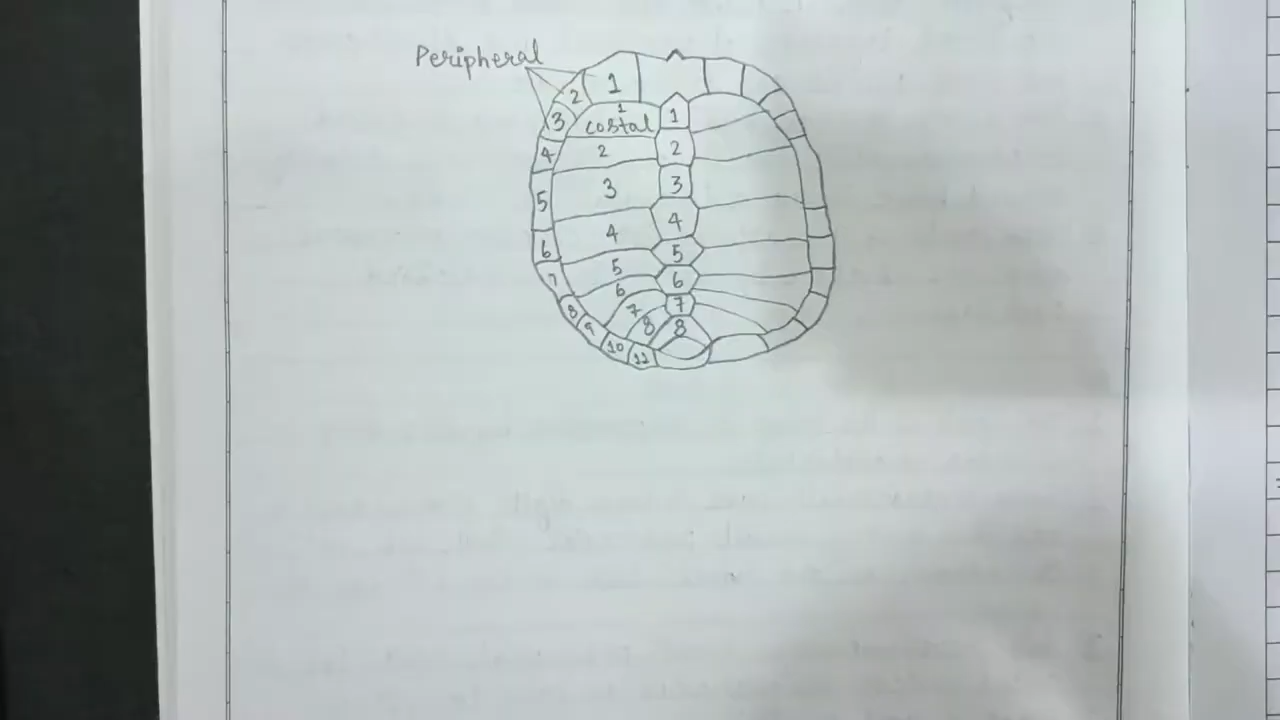 Peripheral
1
2
1
3 costal 1
4 2 2
5 3 3
4 4
6 5 5
7 6 6
8 7 7
9 8 8
10 11